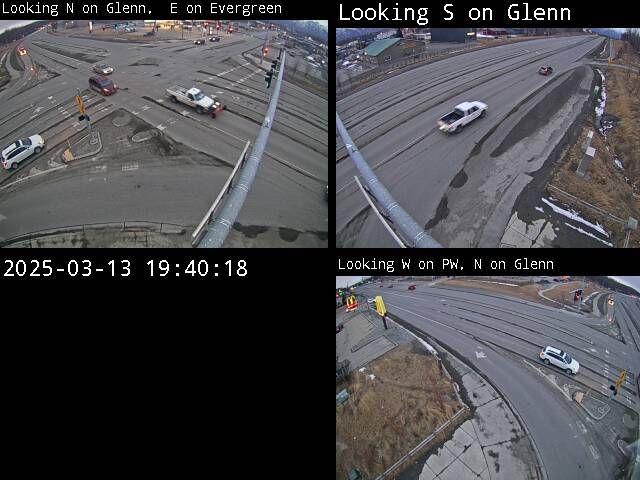 Looking N on Glenn,  E on Evergreen
Looking S on Glenn
2025-03-13 19:40:18
Looking W on PW, N on Glenn